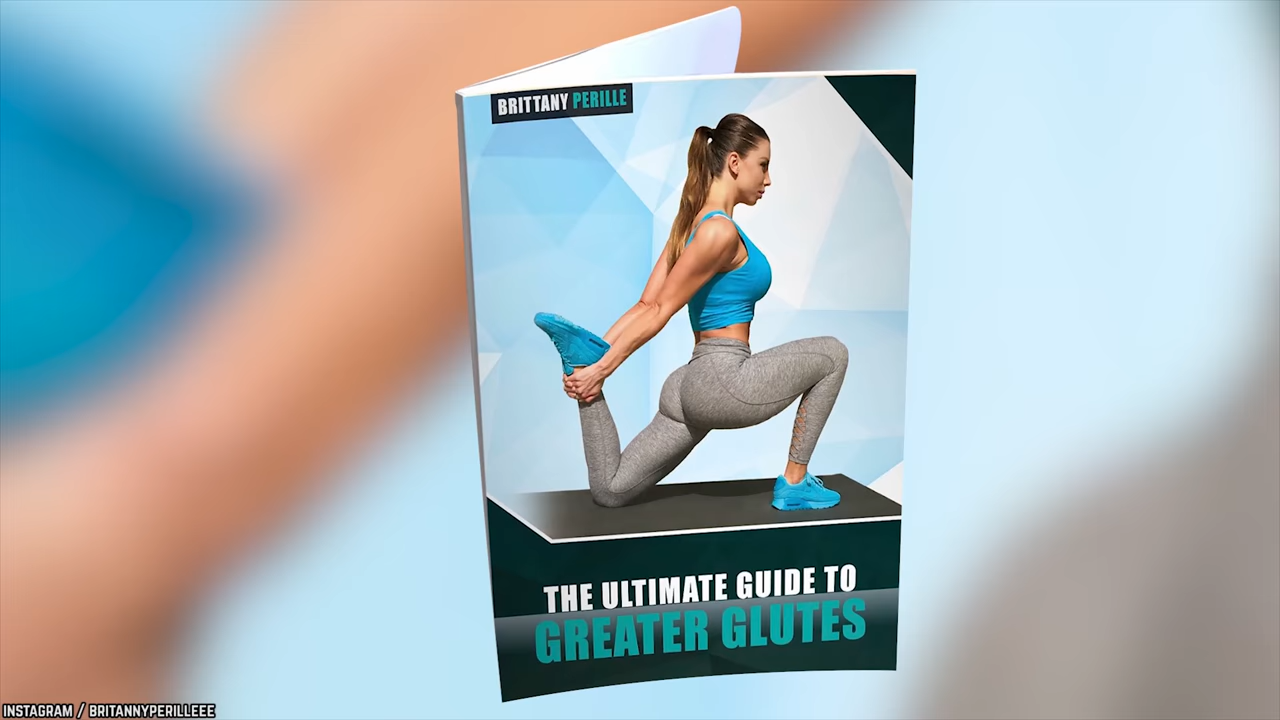 BRITTANY PERILLE
THE ULTIMATE GUIDE TO
GREATER GLUTES
INSTAGRAM / BRITANNYPERILLEEE